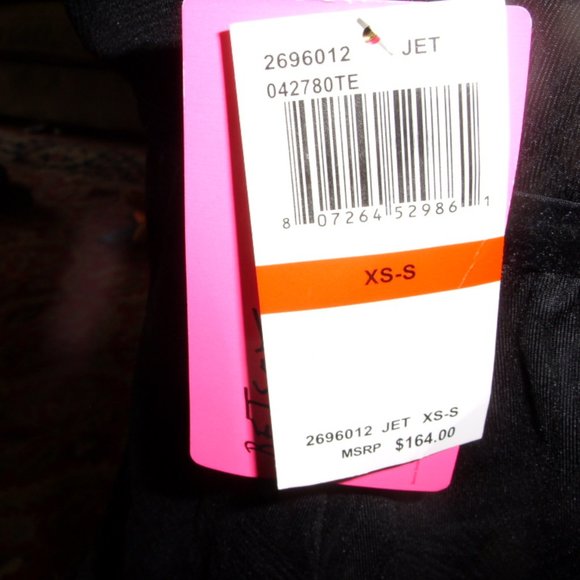 2696012 JET
042780TE
8 07264 52986 1
XS-S
2696012 JET XS-S
MSRP $164.00